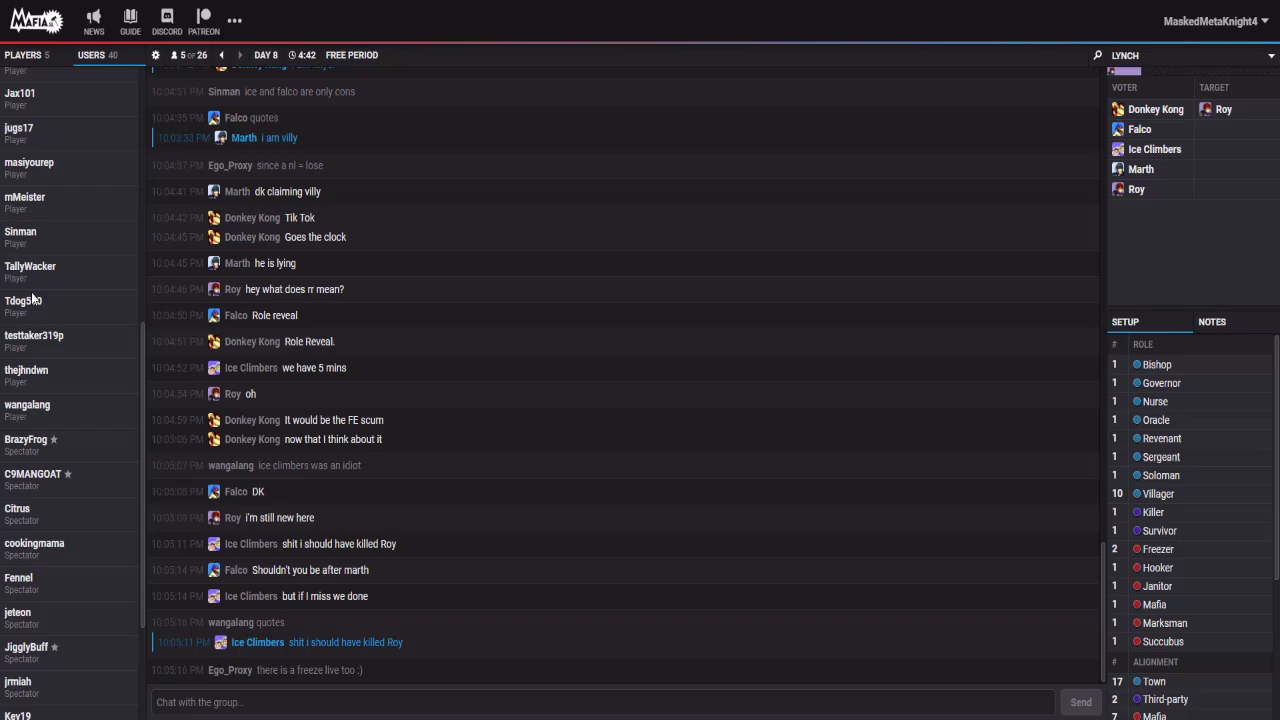 MAFIA
NEWS
GUIDE
DISCORD
PATREON
MaskedMetaKnight4
PLAYERS 5
USERS 40
5 of 26
DAY 8
4:42
FREE PERIOD
LYNCH
Player
Jax101
Player
jugs17
Player
masiyourep
Player
mMeister
Player
Sinman
Player
TallyWacker
Player
Player
testtaker319p
Player
thejhndwn
Player
wangalang
Player
BrazyFrog ★
Spectator
C9MANGOAT ★
Spectator
Citrus
Spectator
cookingmama
Spectator
Fennel
Spectator
jeteon
Spectator
JigglyBuff ★
Spectator
jrmiah
Spectator
Key19
10:04:31 PM Sinman ice and falco are only cons
10:04:35 PM Falco quotes
10:03:33 PM Marth i am villy
10:04:37 PM Ego_Proxy since a nl = lose
10:04:41 PM Marth dk claiming villy
10:04:42 PM Donkey Kong Tik Tok
10:04:45 PM Donkey Kong Goes the clock
10:04:45 PM Marth he is lying
10:04:46 PM Roy hey what does rr mean?
10:04:50 PM Falco Role reveal
10:04:51 PM Donkey Kong Role Reveal.
10:04:52 PM Ice Climbers we have 5 mins
10:04:54 PM Roy oh
10:04:59 PM Donkey Kong It would be the FE scum
10:05:06 PM Donkey Kong now that I think about it
10:05:07 PM wangalang ice climbers was an idiot
10:05:08 PM Falco DK
10:05:09 PM Roy i'm still new here
10:05:11 PM Ice Climbers shit i should have killed Roy
10:05:14 PM Falco Shouldn't you be after marth
10:05:14 PM Ice Climbers but if I miss we done
10:05:16 PM wangalang quotes
10:05:11 PM Ice Climbers shit i should have killed Roy
10:05:16 PM Ego_Proxy there is a freeze live too :)
Chat with the group...
Send
VOTER TARGET
Donkey Kong Roy
Falco
Ice Climbers
Marth
Roy
SETUP NOTES
# ROLE
1 Bishop
1 Governor
1 Nurse
1 Oracle
1 Revenant
1 Sergeant
1 Soloman
10 Villager
1 Killer
1 Survivor
2 Freezer
1 Hooker
1 Janitor
1 Mafia
1 Marksman
1 Succubus
# ALIGNMENT
17 Town
2 Third-party
7 Mafia